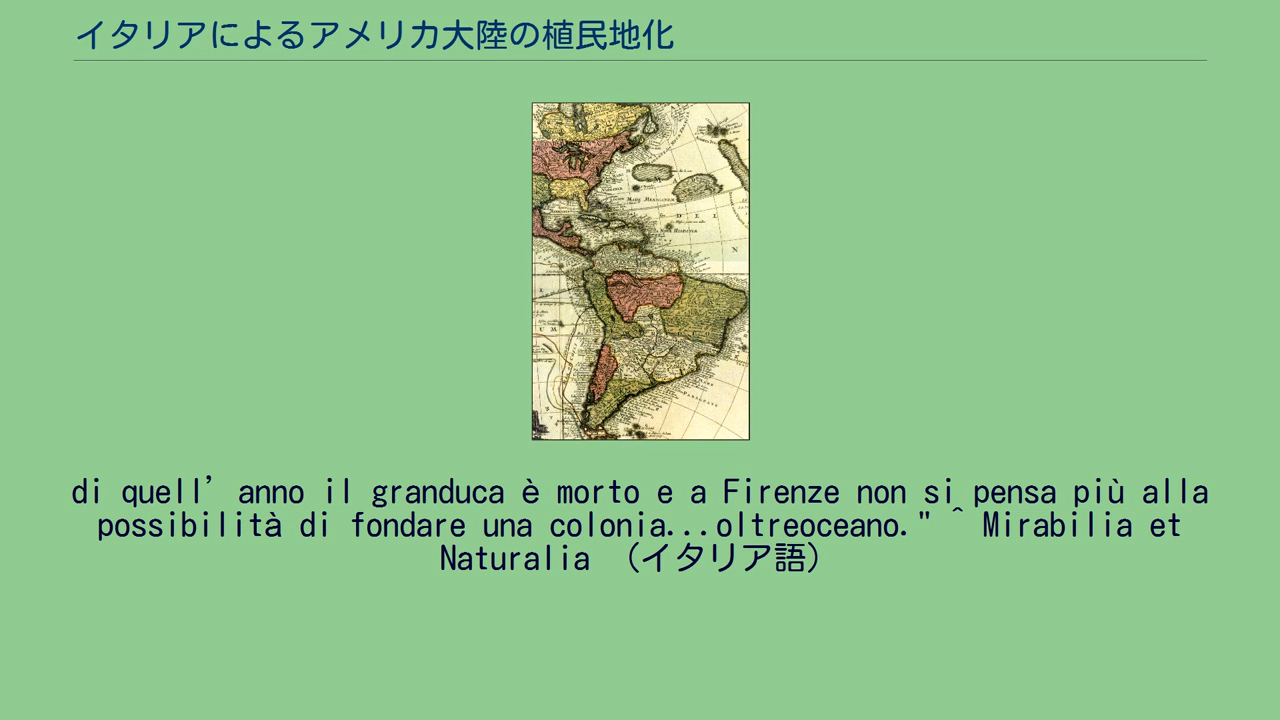 イタリアによるアメリカ大陸の植民地化
di quell’anno il granduca è morto e a Firenze non si pensa più alla
possibilità di fondare una colonia...oltreoceano." ^ Mirabilia et
Naturalia （イタリア語）